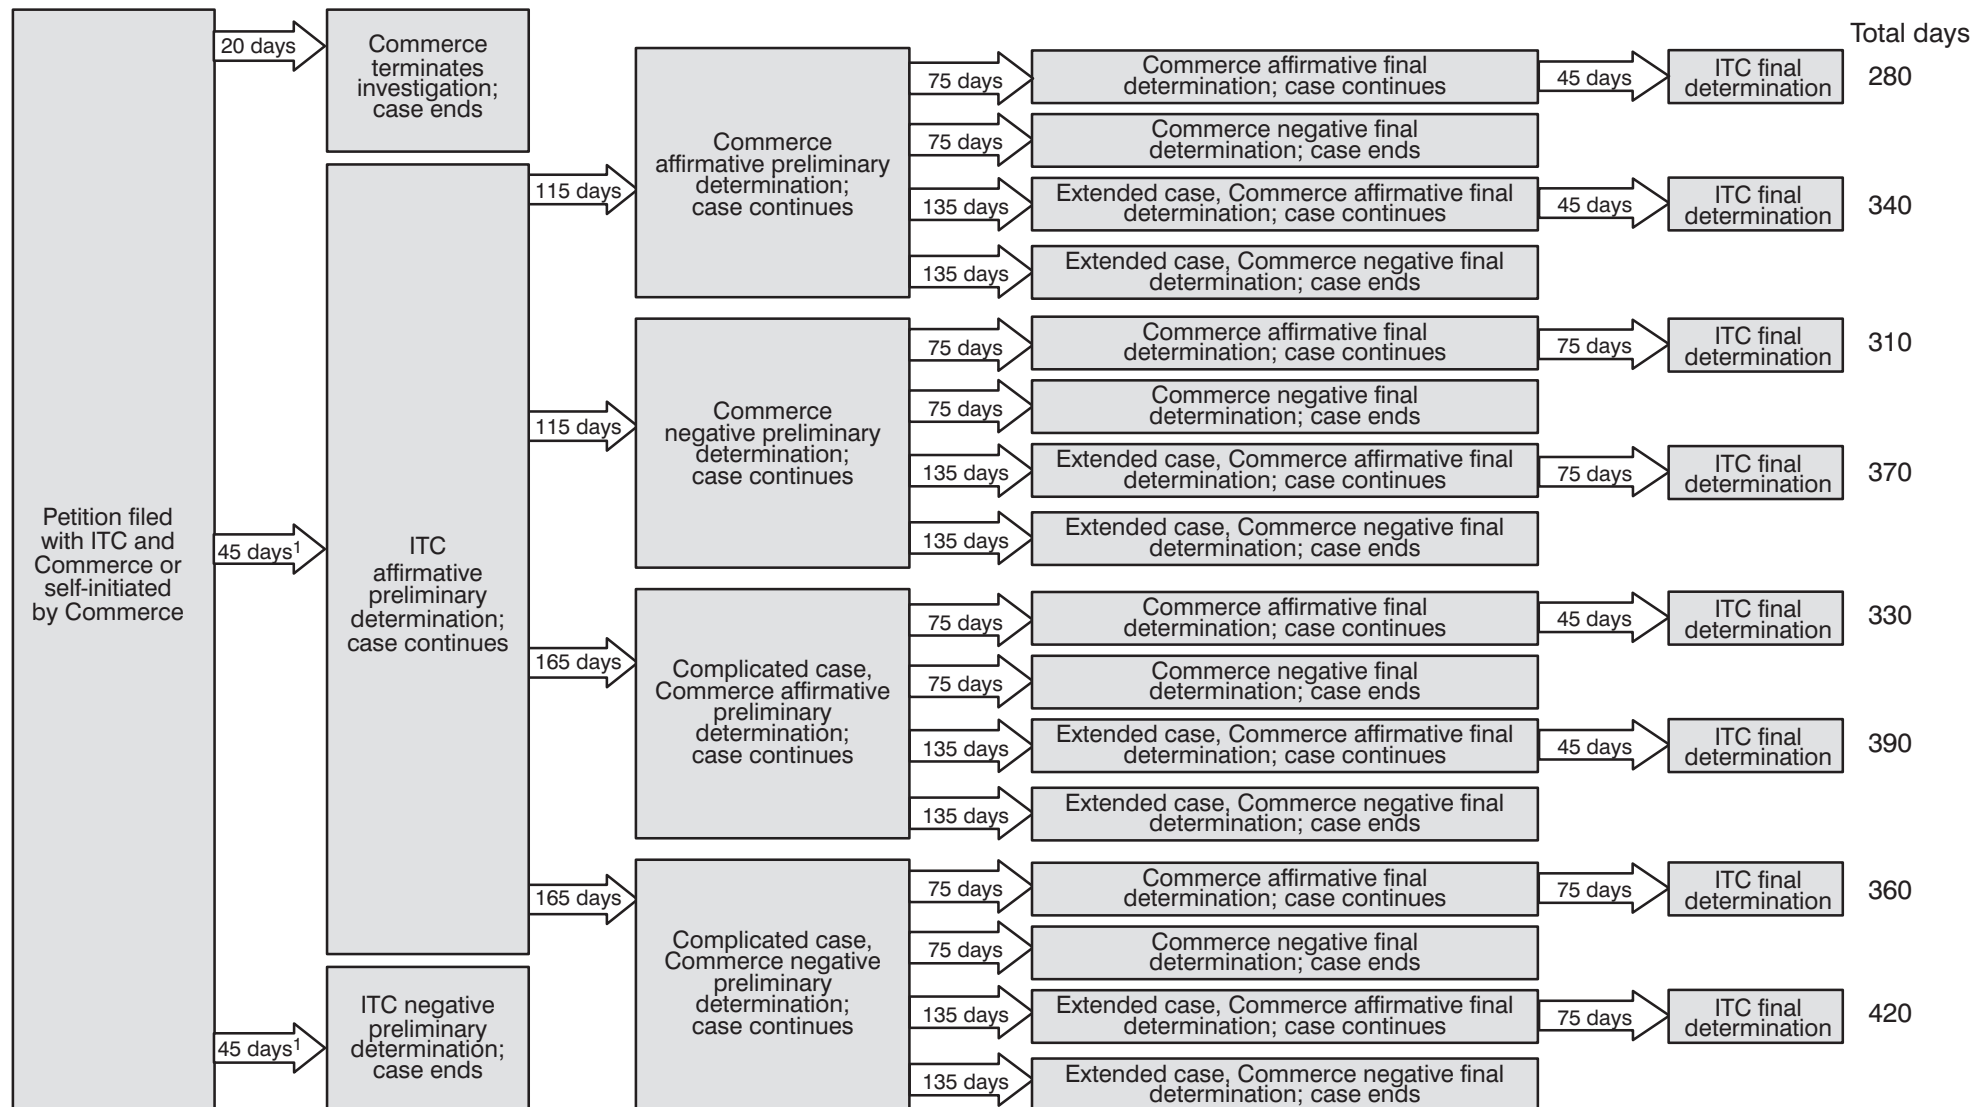 Total days
Petition filed
with ITC and
Commerce or
self-initiated
by Commerce
20 days
Commerce
terminates
investigation;
case ends
45 days¹
ITC
affirmative
preliminary
determination;
case continues
45 days¹
ITC negative
preliminary
determination;
case ends
115 days
Commerce
affirmative preliminary
determination;
case continues
75 days
Commerce affirmative final
determination; case continues
45 days
ITC final
determination
280
75 days
Commerce negative final
determination; case ends
135 days
Extended case, Commerce affirmative final
determination; case continues
45 days
ITC final
determination
340
135 days
Extended case, Commerce negative final
determination; case ends
115 days
Commerce
negative preliminary
determination;
case continues
75 days
Commerce affirmative final
determination; case continues
75 days
ITC final
determination
310
75 days
Commerce negative final
determination; case ends
135 days
Extended case, Commerce affirmative final
determination; case continues
75 days
ITC final
determination
370
135 days
Extended case, Commerce negative final
determination; case ends
165 days
Complicated case,
Commerce affirmative
preliminary
determination;
case continues
75 days
Commerce affirmative final
determination; case continues
45 days
ITC final
determination
330
75 days
Commerce negative final
determination; case ends
135 days
Extended case, Commerce affirmative final
determination; case continues
45 days
ITC final
determination
390
135 days
Extended case, Commerce negative final
determination; case ends
165 days
Complicated case,
Commerce negative
preliminary
determination;
case continues
75 days
Commerce affirmative final
determination; case continues
75 days
ITC final
determination
360
75 days
Commerce negative final
determination; case ends
135 days
Extended case, Commerce affirmative final
determination; case continues
75 days
ITC final
determination
420
135 days
Extended case, Commerce negative final
determination; case ends